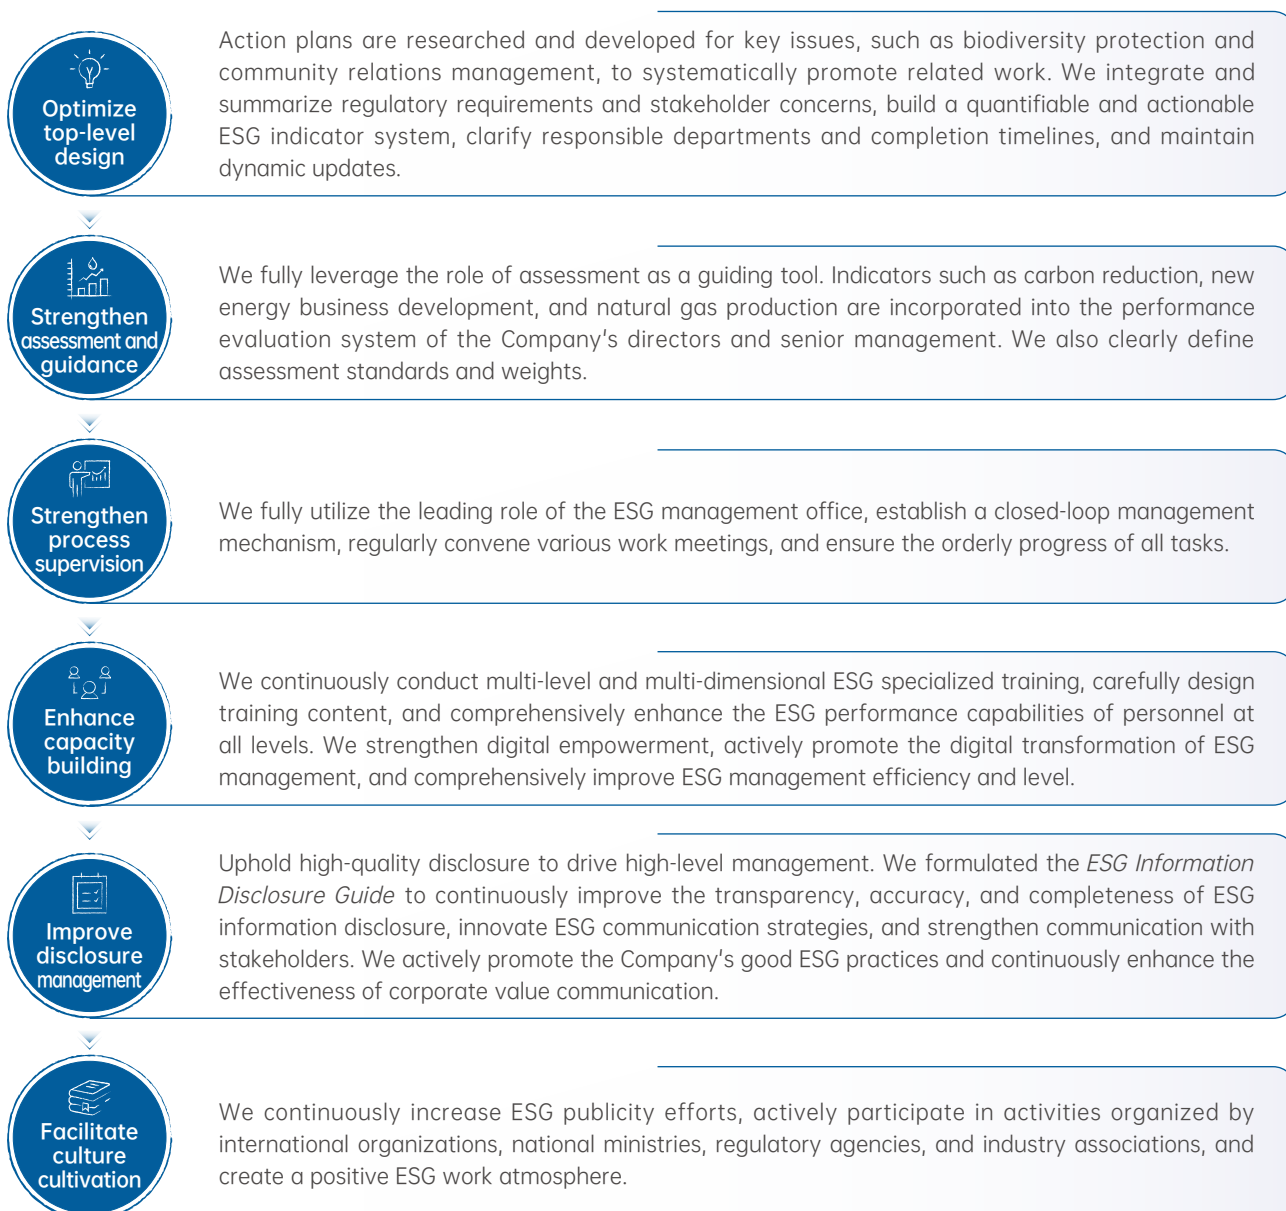 Optimize
top-level
design
Action plans are researched and developed for key issues, such as biodiversity protection and
community relations management, to systematically promote related work. We integrate and
summarize regulatory requirements and stakeholder concerns, build a quantifiable and actionable
ESG indicator system, clarify responsible departments and completion timelines, and maintain
dynamic updates.
Strengthen
assessment and
guidance
We fully leverage the role of assessment as a guiding tool. Indicators such as carbon reduction, new
energy business development, and natural gas production are incorporated into the performance
evaluation system of the Company's directors and senior management. We also clearly define
assessment standards and weights.
Strengthen
process
supervision
We fully utilize the leading role of the ESG management office, establish a closed-loop management
mechanism, regularly convene various work meetings, and ensure the orderly progress of all tasks.
Enhance
capacity
building
We continuously conduct multi-level and multi-dimensional ESG specialized training, carefully design
training content, and comprehensively enhance the ESG performance capabilities of personnel at
all levels. We strengthen digital empowerment, actively promote the digital transformation of ESG
management, and comprehensively improve ESG management efficiency and level.
Improve
disclosure
management
Uphold high-quality disclosure to drive high-level management. We formulated the ESG Information
Disclosure Guide to continuously improve the transparency, accuracy, and completeness of ESG
information disclosure, innovate ESG communication strategies, and strengthen communication with
stakeholders. We actively promote the Company's good ESG practices and continuously enhance the
effectiveness of corporate value communication.
Facilitate
culture
cultivation
We continuously increase ESG publicity efforts, actively participate in activities organized by
international organizations, national ministries, regulatory agencies, and industry associations, and
create a positive ESG work atmosphere.